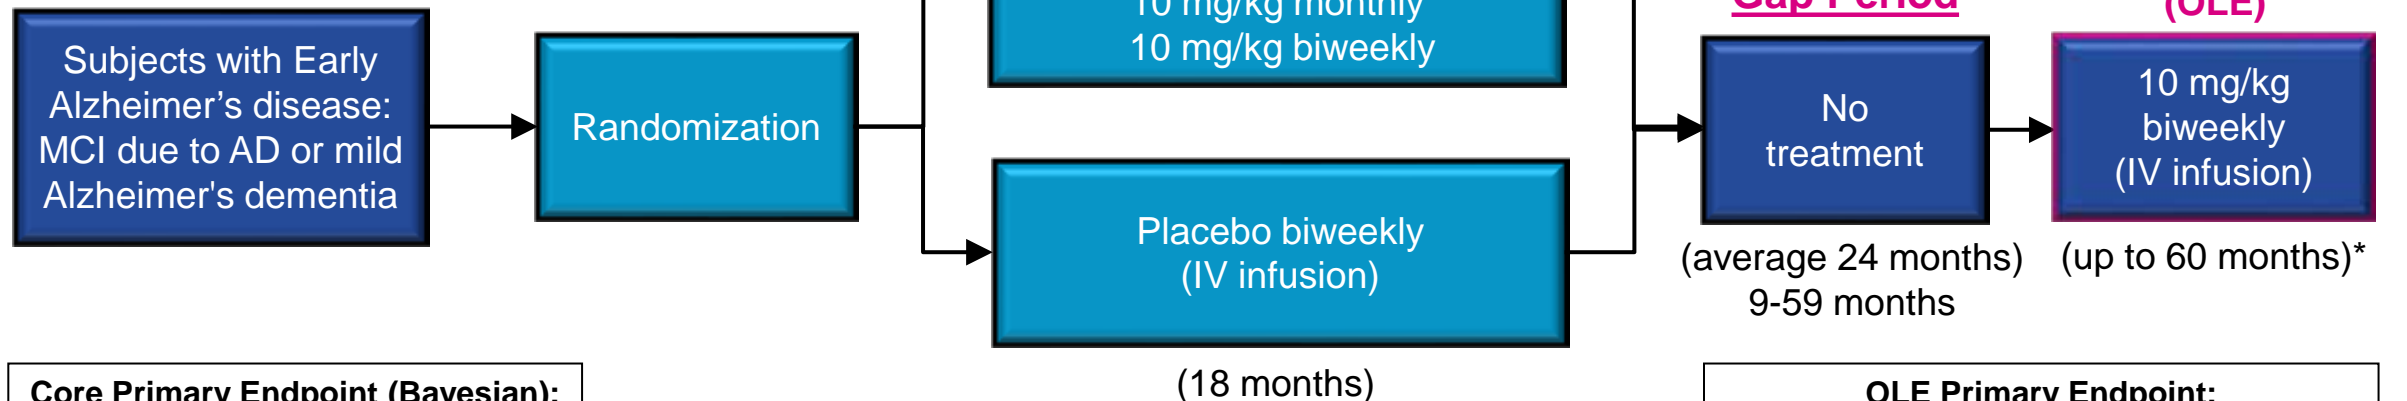 Subjects with Early
Alzheimer’s disease:
MCI due to AD or mild
Alzheimer's dementia
Randomization
10 mg/kg monthly
10 mg/kg biweekly
Placebo biweekly
(IV infusion)
(18 months)
Gap Period
No
treatment
(average 24 months)
9-59 months
(OLE)
10 mg/kg
biweekly
(IV infusion)
(up to 60 months)*
Core Primary Endpoint (Bayesian):
OLE Primary Endpoint: